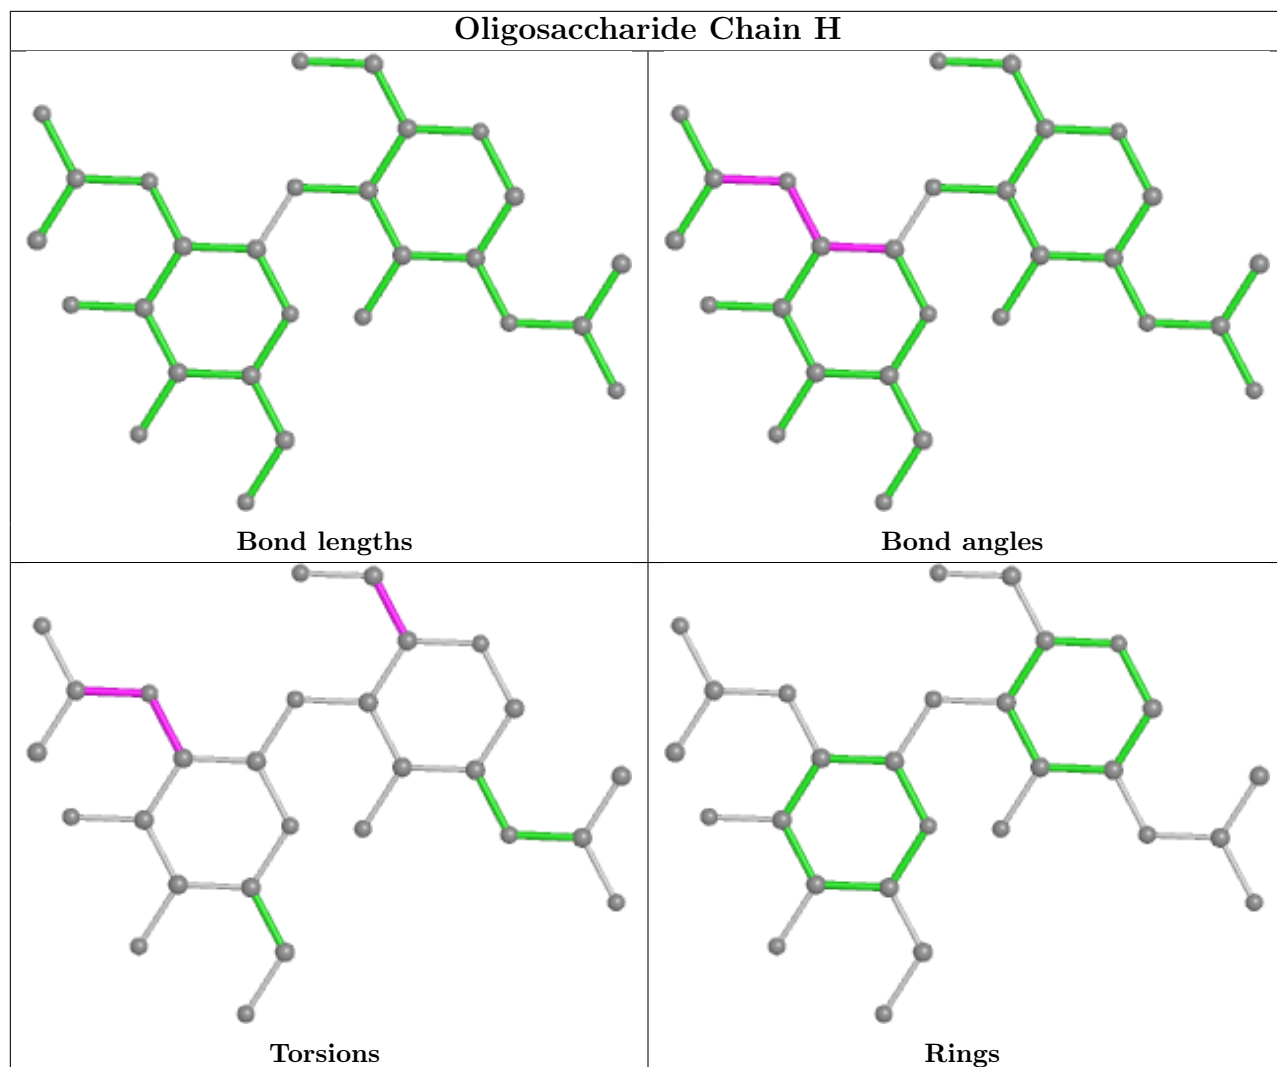 Oligosaccharide Chain H
Bond lengths
Bond angles
Torsions
Rings